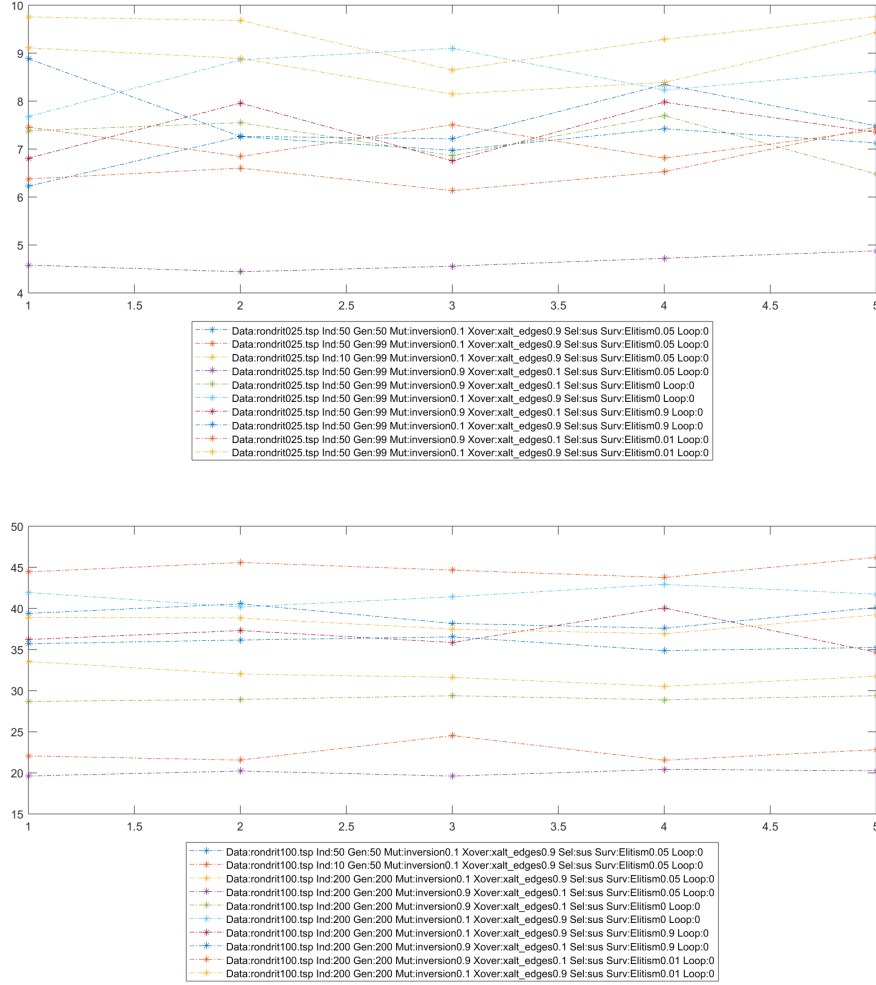 10
9
8
7
6
5
4
1 1.5 2 2.5 3 3.5 4 4.5 5
Data:rondrit025.tsp Ind:50 Gen:50 Mut:inversion0.1 Xover:xalt_edges0.9 Sel:sus Surv:Elitism0.05 Loop:0
Data:rondrit025.tsp Ind:50 Gen:99 Mut:inversion0.1 Xover:xalt_edges0.9 Sel:sus Surv:Elitism0.05 Loop:0
Data:rondrit025.tsp Ind:10 Gen:99 Mut:inversion0.1 Xover:xalt_edges0.9 Sel:sus Surv:Elitism0.05 Loop:0
Data:rondrit025.tsp Ind:50 Gen:99 Mut:inversion0.9 Xover:xalt_edges0.1 Sel:sus Surv:Elitism0.05 Loop:0
Data:rondrit025.tsp Ind:50 Gen:99 Mut:inversion0.9 Xover:xalt_edges0.1 Sel:sus Surv:Elitism0 Loop:0
Data:rondrit025.tsp Ind:50 Gen:99 Mut:inversion0.1 Xover:xalt_edges0.9 Sel:sus Surv:Elitism0 Loop:0
Data:rondrit025.tsp Ind:50 Gen:99 Mut:inversion0.9 Xover:xalt_edges0.1 Sel:sus Surv:Elitism0.9 Loop:0
Data:rondrit025.tsp Ind:50 Gen:99 Mut:inversion0.1 Xover:xalt_edges0.9 Sel:sus Surv:Elitism0.9 Loop:0
Data:rondrit025.tsp Ind:50 Gen:99 Mut:inversion0.9 Xover:xalt_edges0.1 Sel:sus Surv:Elitism0.01 Loop:0
Data:rondrit025.tsp Ind:50 Gen:99 Mut:inversion0.1 Xover:xalt_edges0.9 Sel:sus Surv:Elitism0.01 Loop:0
50
45
40
35
30
25
20
15
1 1.5 2 2.5 3 3.5 4 4.5 5
Data:rondrit100.tsp Ind:50 Gen:50 Mut:inversion0.1 Xover:xalt_edges0.9 Sel:sus Surv:Elitism0.05 Loop:0
Data:rondrit100.tsp Ind:10 Gen:50 Mut:inversion0.1 Xover:xalt_edges0.9 Sel:sus Surv:Elitism0.05 Loop:0
Data:rondrit100.tsp Ind:200 Gen:200 Mut:inversion0.1 Xover:xalt_edges0.9 Sel:sus Surv:Elitism0.05 Loop:0
Data:rondrit100.tsp Ind:200 Gen:200 Mut:inversion0.9 Xover:xalt_edges0.1 Sel:sus Surv:Elitism0.05 Loop:0
Data:rondrit100.tsp Ind:200 Gen:200 Mut:inversion0.9 Xover:xalt_edges0.1 Sel:sus Surv:Elitism0 Loop:0
Data:rondrit100.tsp Ind:200 Gen:200 Mut:inversion0.1 Xover:xalt_edges0.9 Sel:sus Surv:Elitism0 Loop:0
Data:rondrit100.tsp Ind:200 Gen:200 Mut:inversion0.1 Xover:xalt_edges0.9 Sel:sus Surv:Elitism0.9 Loop:0
Data:rondrit100.tsp Ind:200 Gen:200 Mut:inversion0.9 Xover:xalt_edges0.1 Sel:sus Surv:Elitism0.9 Loop:0
Data:rondrit100.tsp Ind:200 Gen:200 Mut:inversion0.9 Xover:xalt_edges0.1 Sel:sus Surv:Elitism0.01 Loop:0
Data:rondrit100.tsp Ind:200 Gen:200 Mut:inversion0.1 Xover:xalt_edges0.9 Sel:sus Surv:Elitism0.01 Loop:0